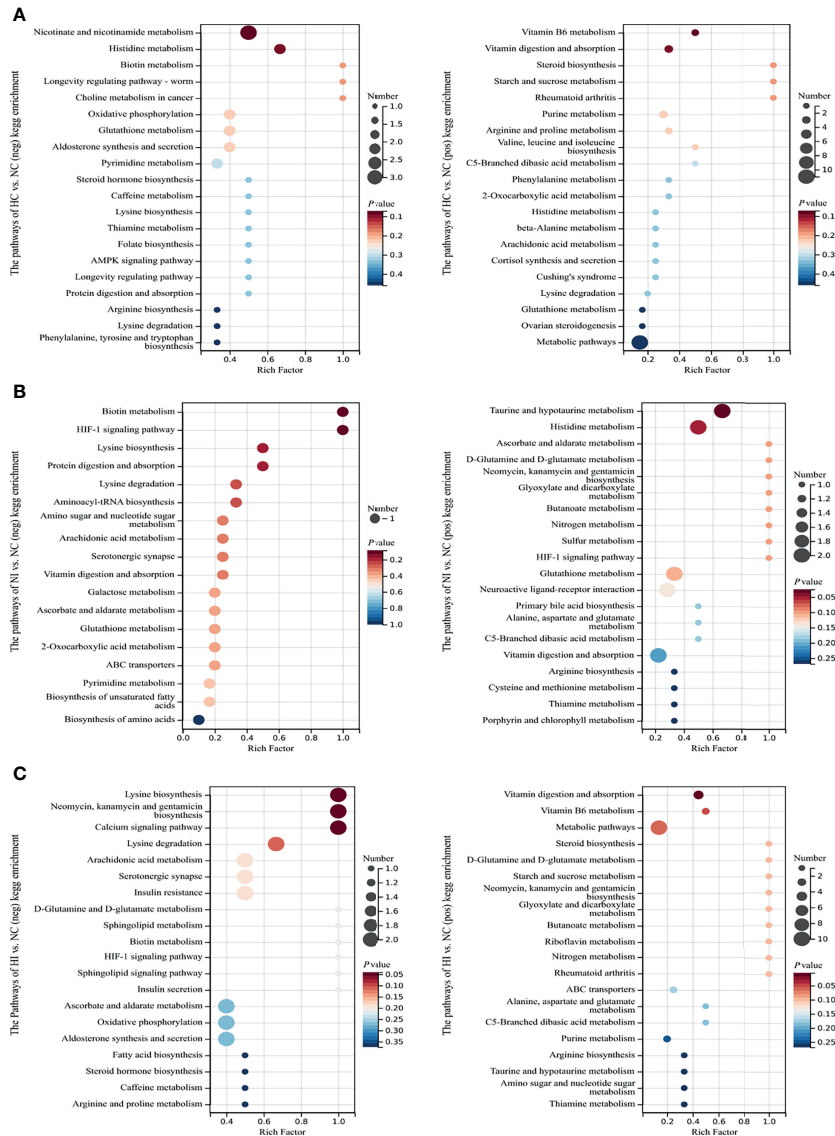 A
The pathways of HC vs. NC (neg) kegg enrichment
Nicotinate and nicotinamide metabolism
Histidine metabolism
Biotin metabolism
Longevity regulating pathway - worm
Choline metabolism in cancer
Oxidative phosphorylation
Glutathione metabolism
Aldosterone synthesis and secretion
Pyrimidine metabolism
Steroid hormone biosynthesis
Caffeine metabolism
Lysine biosynthesis
Thiamine metabolism
Folate biosynthesis
AMPK signaling pathway
Longevity regulating pathway
Protein digestion and absorption
Arginine biosynthesis
Lysine degradation
Phenylalanine, tyrosine and tryptophan
biosynthesis
0.4 0.6 0.8 1.0
Rich Factor
Number
1.0
1.5
2.0
2.5
3.0
P value
0.1
0.2
0.3
0.4
The pathways of HC vs. NC (pos) kegg enrichment
Vitamin B6 metabolism
Vitamin digestion and absorption
Steroid biosynthesis
Starch and sucrose metabolism
Rheumatoid arthritis
Purine metabolism
Arginine and proline metabolism
Valine, leucine and isoleucine
biosynthesis
C5-Branched dibasic acid metabolism
Phenylalanine metabolism
2-Oxocarboxylic acid metabolism
Histidine metabolism
beta-Alanine metabolism
Arachidonic acid metabolism
Cortisol synthesis and secretion
Cushing's syndrome
Lysine degradation
Glutathione metabolism
Ovarian steroidogenesis
Metabolic pathways
0.2 0.4 0.6 0.8 1.0
Rich Factor
Number
2
4
6
8
10
P value
0.1
0.2
0.3
0.4
B
The pathways of NI vs. NC (neg) kegg enrichment
Biotin metabolism
HIF-1 signaling pathway
Lysine biosynthesis
Protein digestion and absorption
Lysine degradation
Aminoacyl-tRNA biosynthesis
Amino sugar and nucleotide sugar
metabolism
Arachidonic acid metabolism
Serotonergic synapse
Vitamin digestion and absorption
Galactose metabolism
Ascorbate and aldarate metabolism
Glutathione metabolism
2-Oxocarboxylic acid metabolism
ABC transporters
Pyrimidine metabolism
Biosynthesis of unsaturated fatty
acids
Biosynthesis of amino acids
0.0 0.2 0.4 0.6 0.8 1.0
Rich Factor
Number
1
P value
0.2
0.4
0.6
0.8
1.0
The pathways of NI vs. NC (pos) kegg enrichment
Taurine and hypotaurine metabolism
Histidine metabolism
Ascorbate and aldarate metabolism
D-Glutamine and D-glutamate metabolism
Neomycin, kanamycin and gentamicin
biosynthesis
Glyoxylate and dicarboxylate
metabolism
Butanoate metabolism
Nitrogen metabolism
Sulfur metabolism
HIF-1 signaling pathway
Glutathione metabolism
Neuroactive ligand-receptor interaction
Primary bile acid biosynthesis
Alanine, aspartate and glutamate
metabolism
C5-Branched dibasic acid metabolism
Vitamin digestion and absorption
Arginine biosynthesis
Cysteine and methionine metabolism
Thiamine metabolism
Porphyrin and chlorophyll metabolism
0.2 0.4 0.6 0.8 1.0
Rich Factor
Number
1.0
1.2
1.4
1.6
1.8
2.0
P value
0.05
0.10
0.15
0.20
0.25
C
The Pathways of HI vs. NC (neg) kegg enrichment
Lysine biosynthesis
Neomycin, kanamycin and gentamicin
biosynthesis
Calcium signaling pathway
Lysine degradation
Arachidonic acid metabolism
Serotonergic synapse
Insulin resistance
D-Glutamine and D-glutamate metabolism
Sphingolipid metabolism
Biotin metabolism
HIF-1 signaling pathway
Sphingolipid signaling pathway
Insulin secretion
Ascorbate and aldarate metabolism
Oxidative phosphorylation
Aldosterone synthesis and secretion
Fatty acid biosynthesis
Steroid hormone biosynthesis
Caffeine metabolism
Arginine and proline metabolism
0.4 0.6 0.8 1.0
Rich Factor
Number
1.0
1.2
1.4
1.6
1.8
2.0
P value
0.05
0.10
0.15
0.20
0.25
0.30
0.35
The pathways of HI vs. NC (pos) kegg enrichment
Vitamin digestion and absorption
Vitamin B6 metabolism
Metabolic pathways
Steroid biosynthesis
D-Glutamine and D-glutamate metabolism
Starch and sucrose metabolism
Neomycin, kanamycin and gentamicin
biosynthesis
Glyoxylate and dicarboxylate
metabolism
Butanoate metabolism
Riboflavin metabolism
Nitrogen metabolism
Rheumatoid arthritis
ABC transporters
Alanine, aspartate and glutamate
metabolism
C5-Branched dibasic acid metabolism
Purine metabolism
Arginine biosynthesis
Taurine and hypotaurine metabolism
Amino sugar and nucleotide sugar
metabolism
Thiamine metabolism
0.2 0.4 0.6 0.8 1.0
Rich Factor
Number
2
4
6
8
10
P value
0.05
0.10
0.15
0.20
0.25